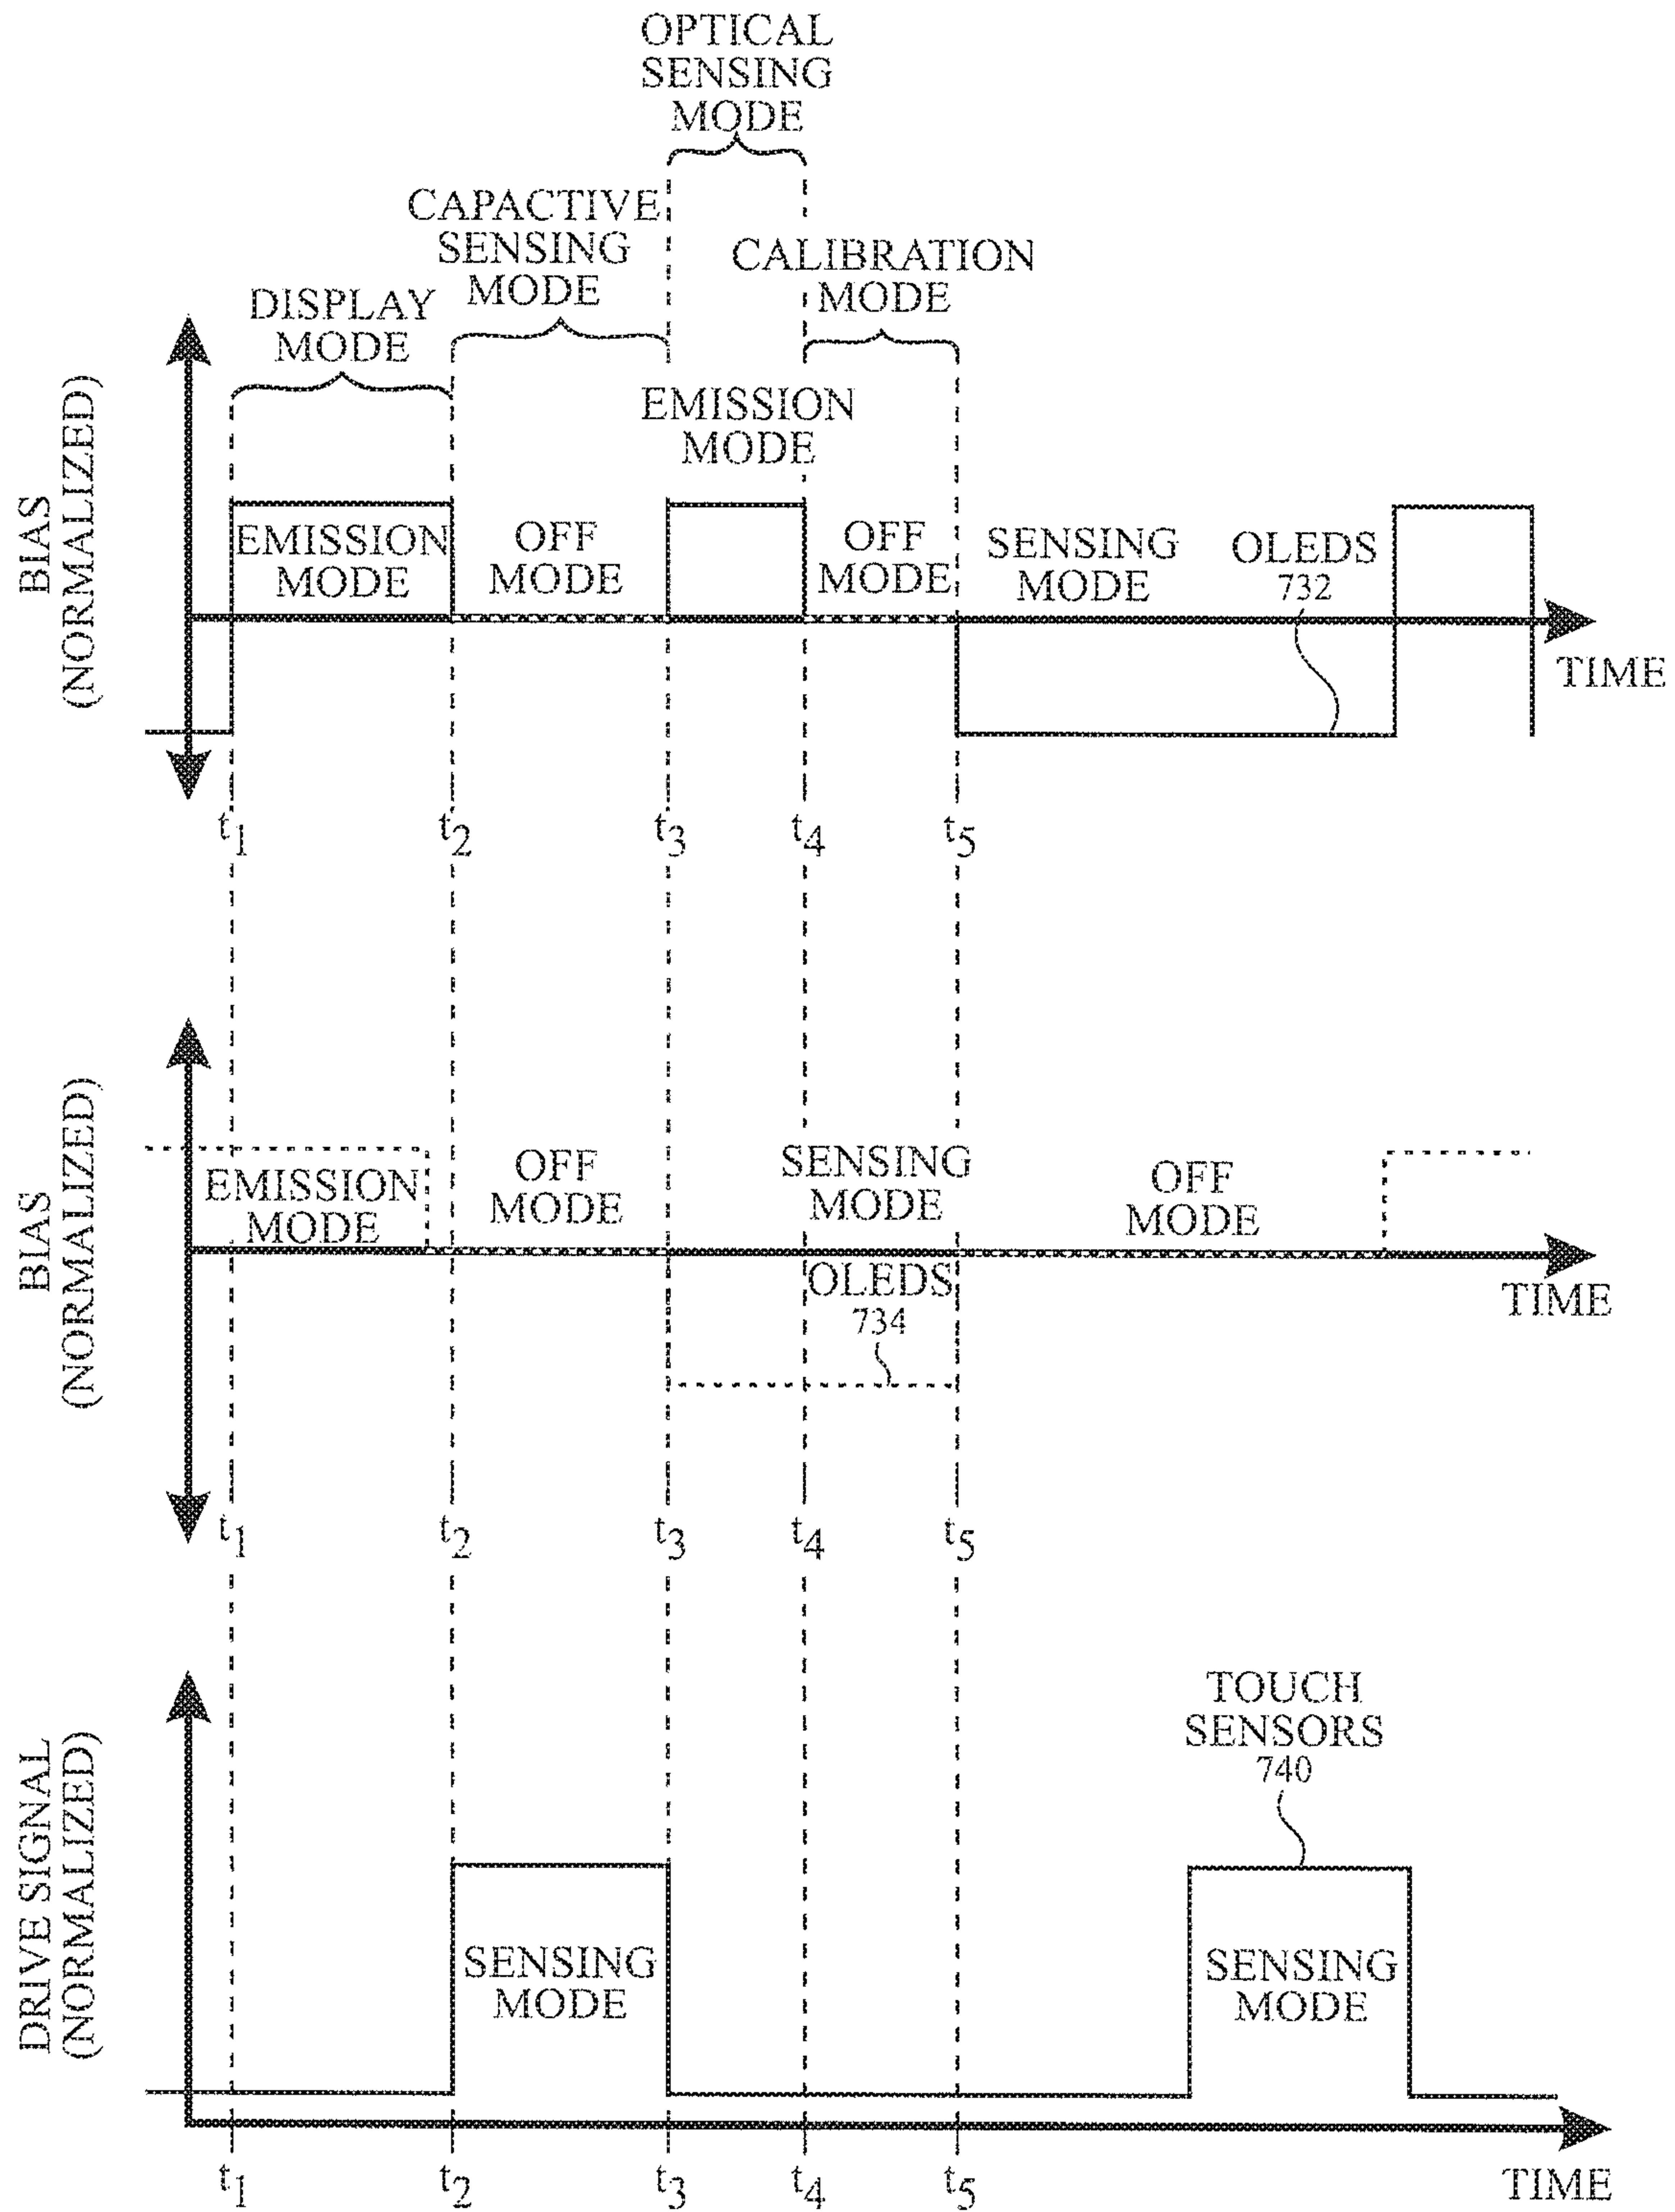 OPTICAL
SENSING
MODE
CAPACTIVE
SENSING
MODE
CALIBRATION
MODE
DISPLAY
MODE
EMISSION
MODE
BIAS
(NORMALIZED)
EMISSION
MODE
OFF
MODE
OFF
MODE
SENSING
MODE
OLEDS
732
TIME
t1
t2
t3
t4
t5
BIAS
(NORMALIZED)
EMISSION
MODE
OFF
MODE
SENSING
MODE
OFF
MODE
OLEDS
734
TIME
t1
t2
t3
t4
t5
DRIVE SIGNAL
(NORMALIZED)
TOUCH
SENSORS
740
SENSING
MODE
SENSING
MODE
t1
t2
t3
t4
t5
TIME